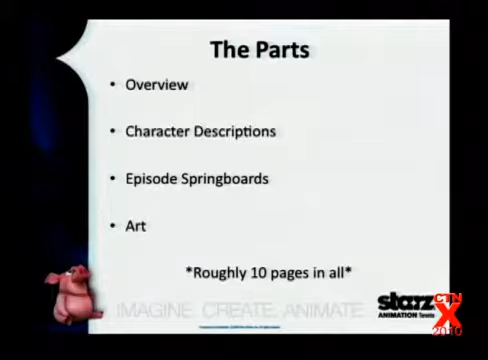 The Parts
• Overview
• Character Descriptions
• Episode Springboards
• Art
*Roughly 10 pages in all*
IMAGINE. CREATE. ANIMATE.
starz
ANIMATION Toronto
CTN
X
2010